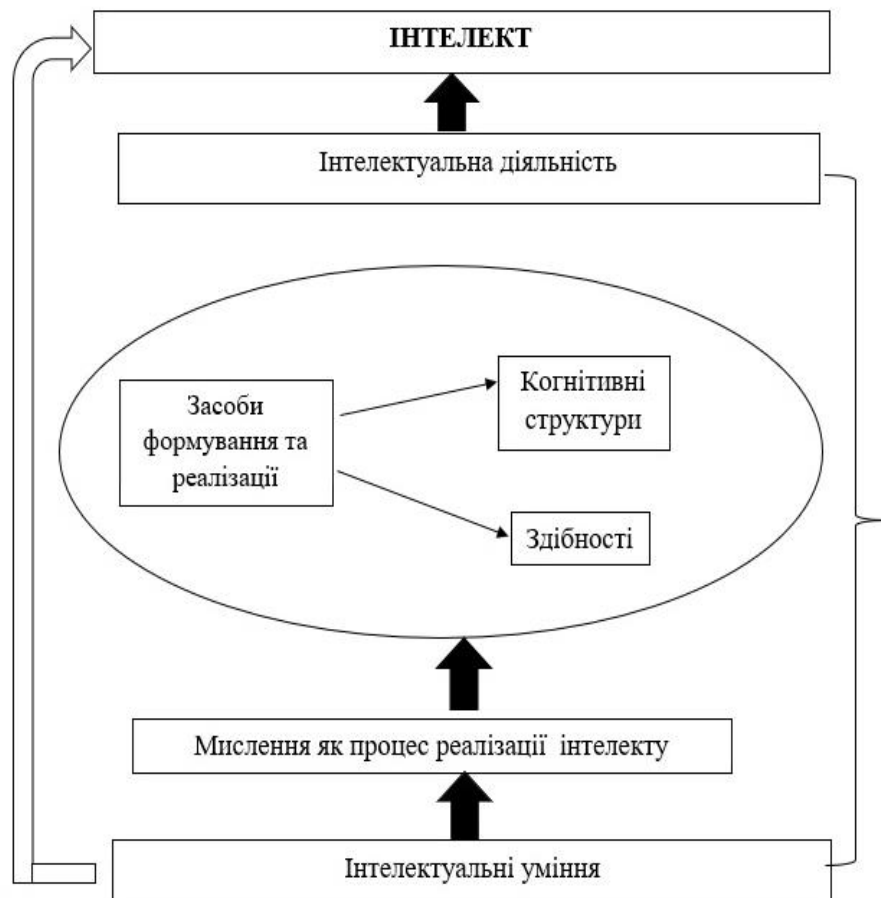 ІНТЕЛЕКТ
Інтелектуальна діяльність
Засоби
формування та
реалізації
Когнітивні
структури
Здібності
Мислення як процес реалізації інтелекту
Інтелектуальні уміння